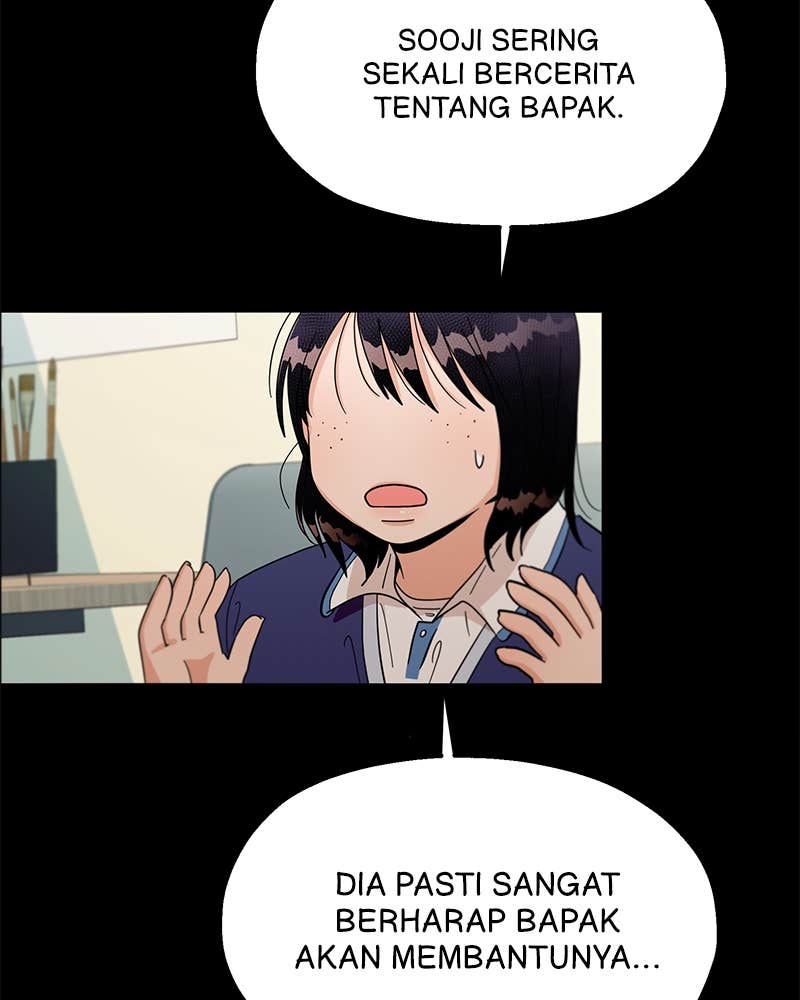 SOOJI SERING
SEKALI BERCERITA
TENTANG BAPAK.
DIA PASTI SANGAT
BERHARAP BAPAK
AKAN MEMBANTUNYA...